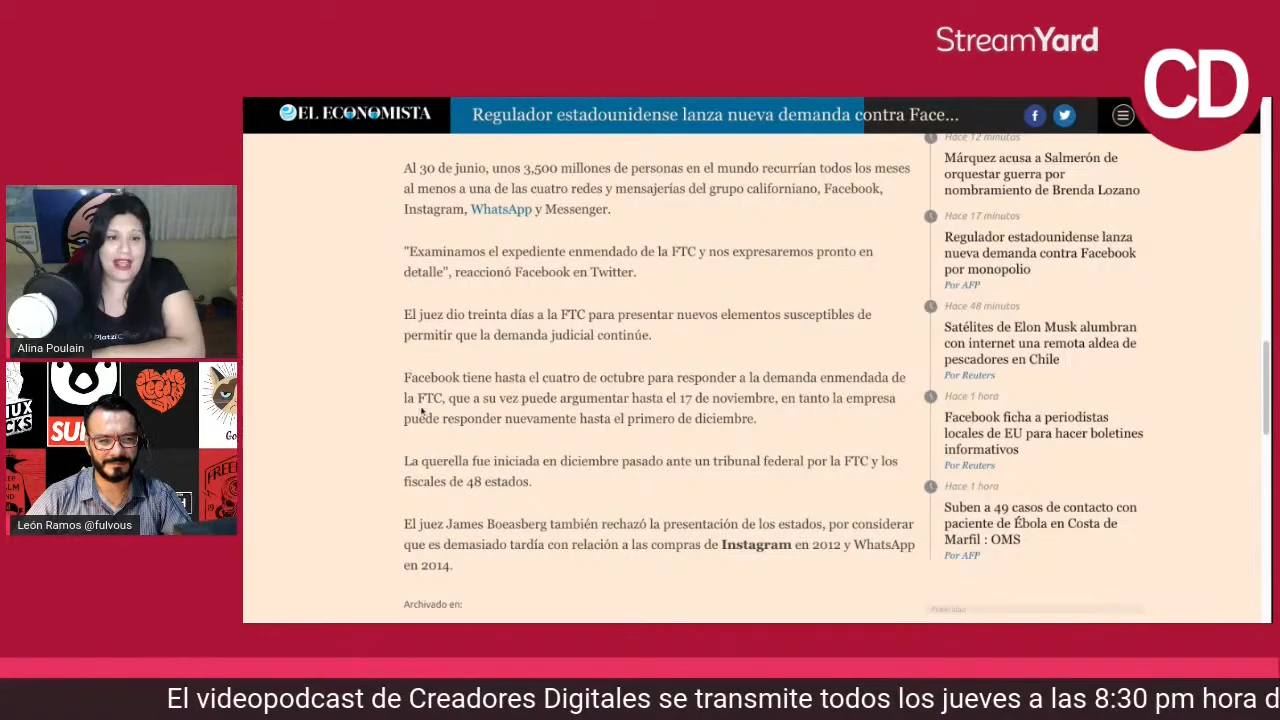 StreamYard
CD
EL ECONOMISTA
Regulador estadounidense lanza nueva demanda contra Face...
Al 30 de junio, unos 3,500 millones de personas en el mundo recurrían todos los meses
al menos a una de las cuatro redes y mensajerías del grupo californiano, Facebook,
Instagram, WhatsApp y Messenger.
"Examinamos el expediente enmendado de la FTC y nos expresaremos pronto en
detalle", reaccionó Facebook en Twitter.
El juez dio treinta días a la FTC para presentar nuevos elementos susceptibles de
permitir que la demanda judicial continúe.
Facebook tiene hasta el cuatro de octubre para responder a la demanda enmendada de
la FTC, que a su vez puede argumentar hasta el 17 de noviembre, en tanto la empresa
puede responder nuevamente hasta el primero de diciembre.
La querella fue iniciada en diciembre pasado ante un tribunal federal por la FTC y los
fiscales de 48 estados.
El juez James Boeasberg también rechazó la presentación de los estados, por considerar
que es demasiado tardía con relación a las compras de Instagram en 2012 y WhatsApp
en 2014.
Archivado en:
Hace 12 minutos
Márquez acusa a Salmerón de
orquestar guerra por
nombramiento de Brenda Lozano
Hace 17 minutos
Regulador estadounidense lanza
nueva demanda contra Facebook
por monopolio
Por AFP
Hace 48 minutos
Satélites de Elon Musk alumbran
con internet una remota aldea de
pescadores en Chile
Por Reuters
Hace 1 hora
Facebook ficha a periodistas
locales de EU para hacer boletines
informativos
Por Reuters
Hace 1 hora
Suben a 49 casos de contacto con
paciente de Ébola en Costa de
Marfil : OMS
Por AFP
Publicidad
Platzi
Alina Poulain
León Ramos @fulvous
El videopodcast de Creadores Digitales se transmite todos los jueves a las 8:30 pm hora d